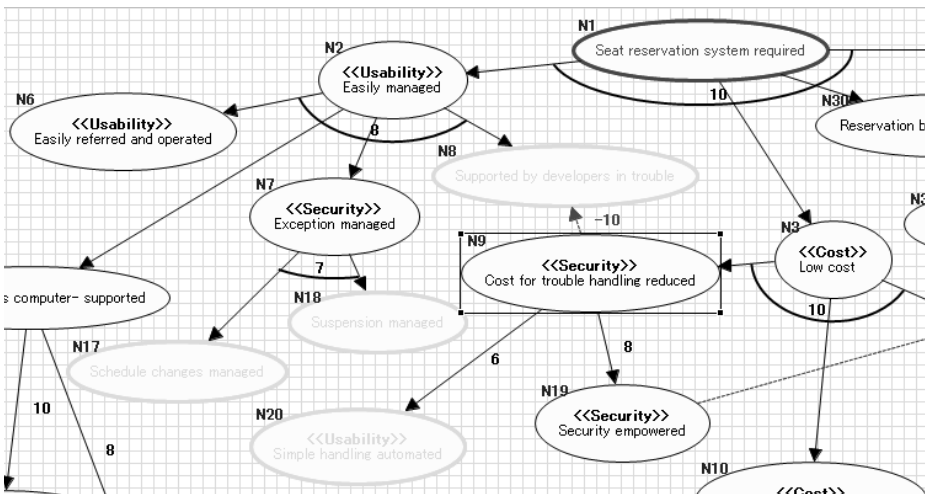 N1
Seat reservation system required
N2
<<Usability>>
Easily managed
10
N30
Reservation b
N6
<<Usability>>
Easily referred and operated
8
N8
Supported by developers in trouble
N7
<<Security>>
Exception managed
-10
N3
<<Cost>>
Low cost
N9
<<Security>>
Cost for trouble handling reduced
7
s computer- supported
N18
Suspension managed
10
N17
Schedule changes managed
6
8
N19
<<Security>>
Security empowered
N20
<<Usability>>
Simple handling automated
10
8
N10
<<Cost>>